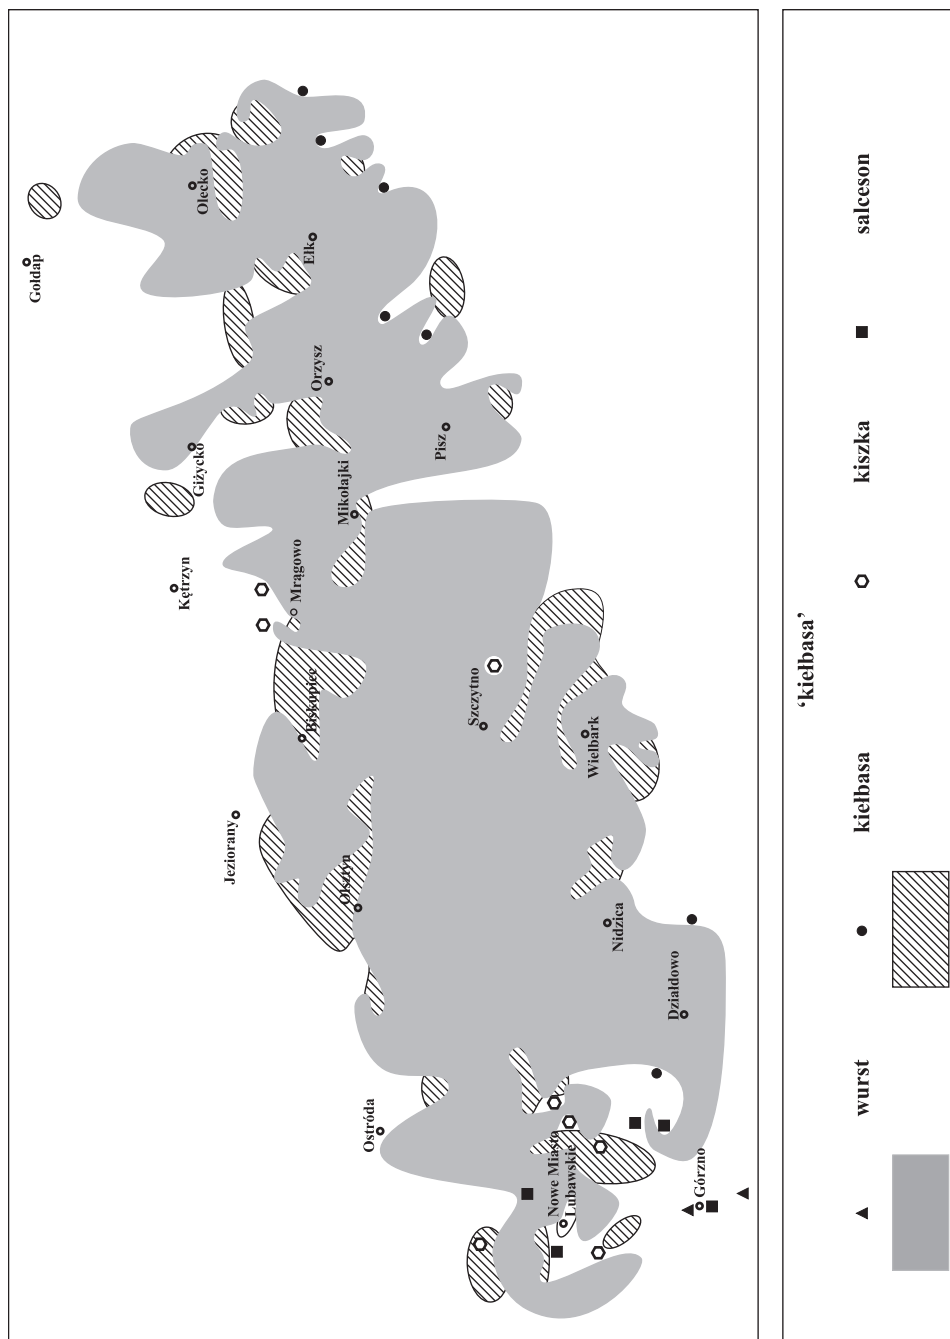 Gołdap
Kętrzyn
Giżycko
Olecko
Jeziorany
Mrągowo
Ełk
Biskopiec
Orzysz
Mikołajki
Olsztyn
Ostróda
Pisz
Szczytno
Nowe Miasto
Lubawskie
Wielbark
Nidzica
Działdowo
Górzno
‘kiełbasa’
wurst kiełbasa kiszka salceson